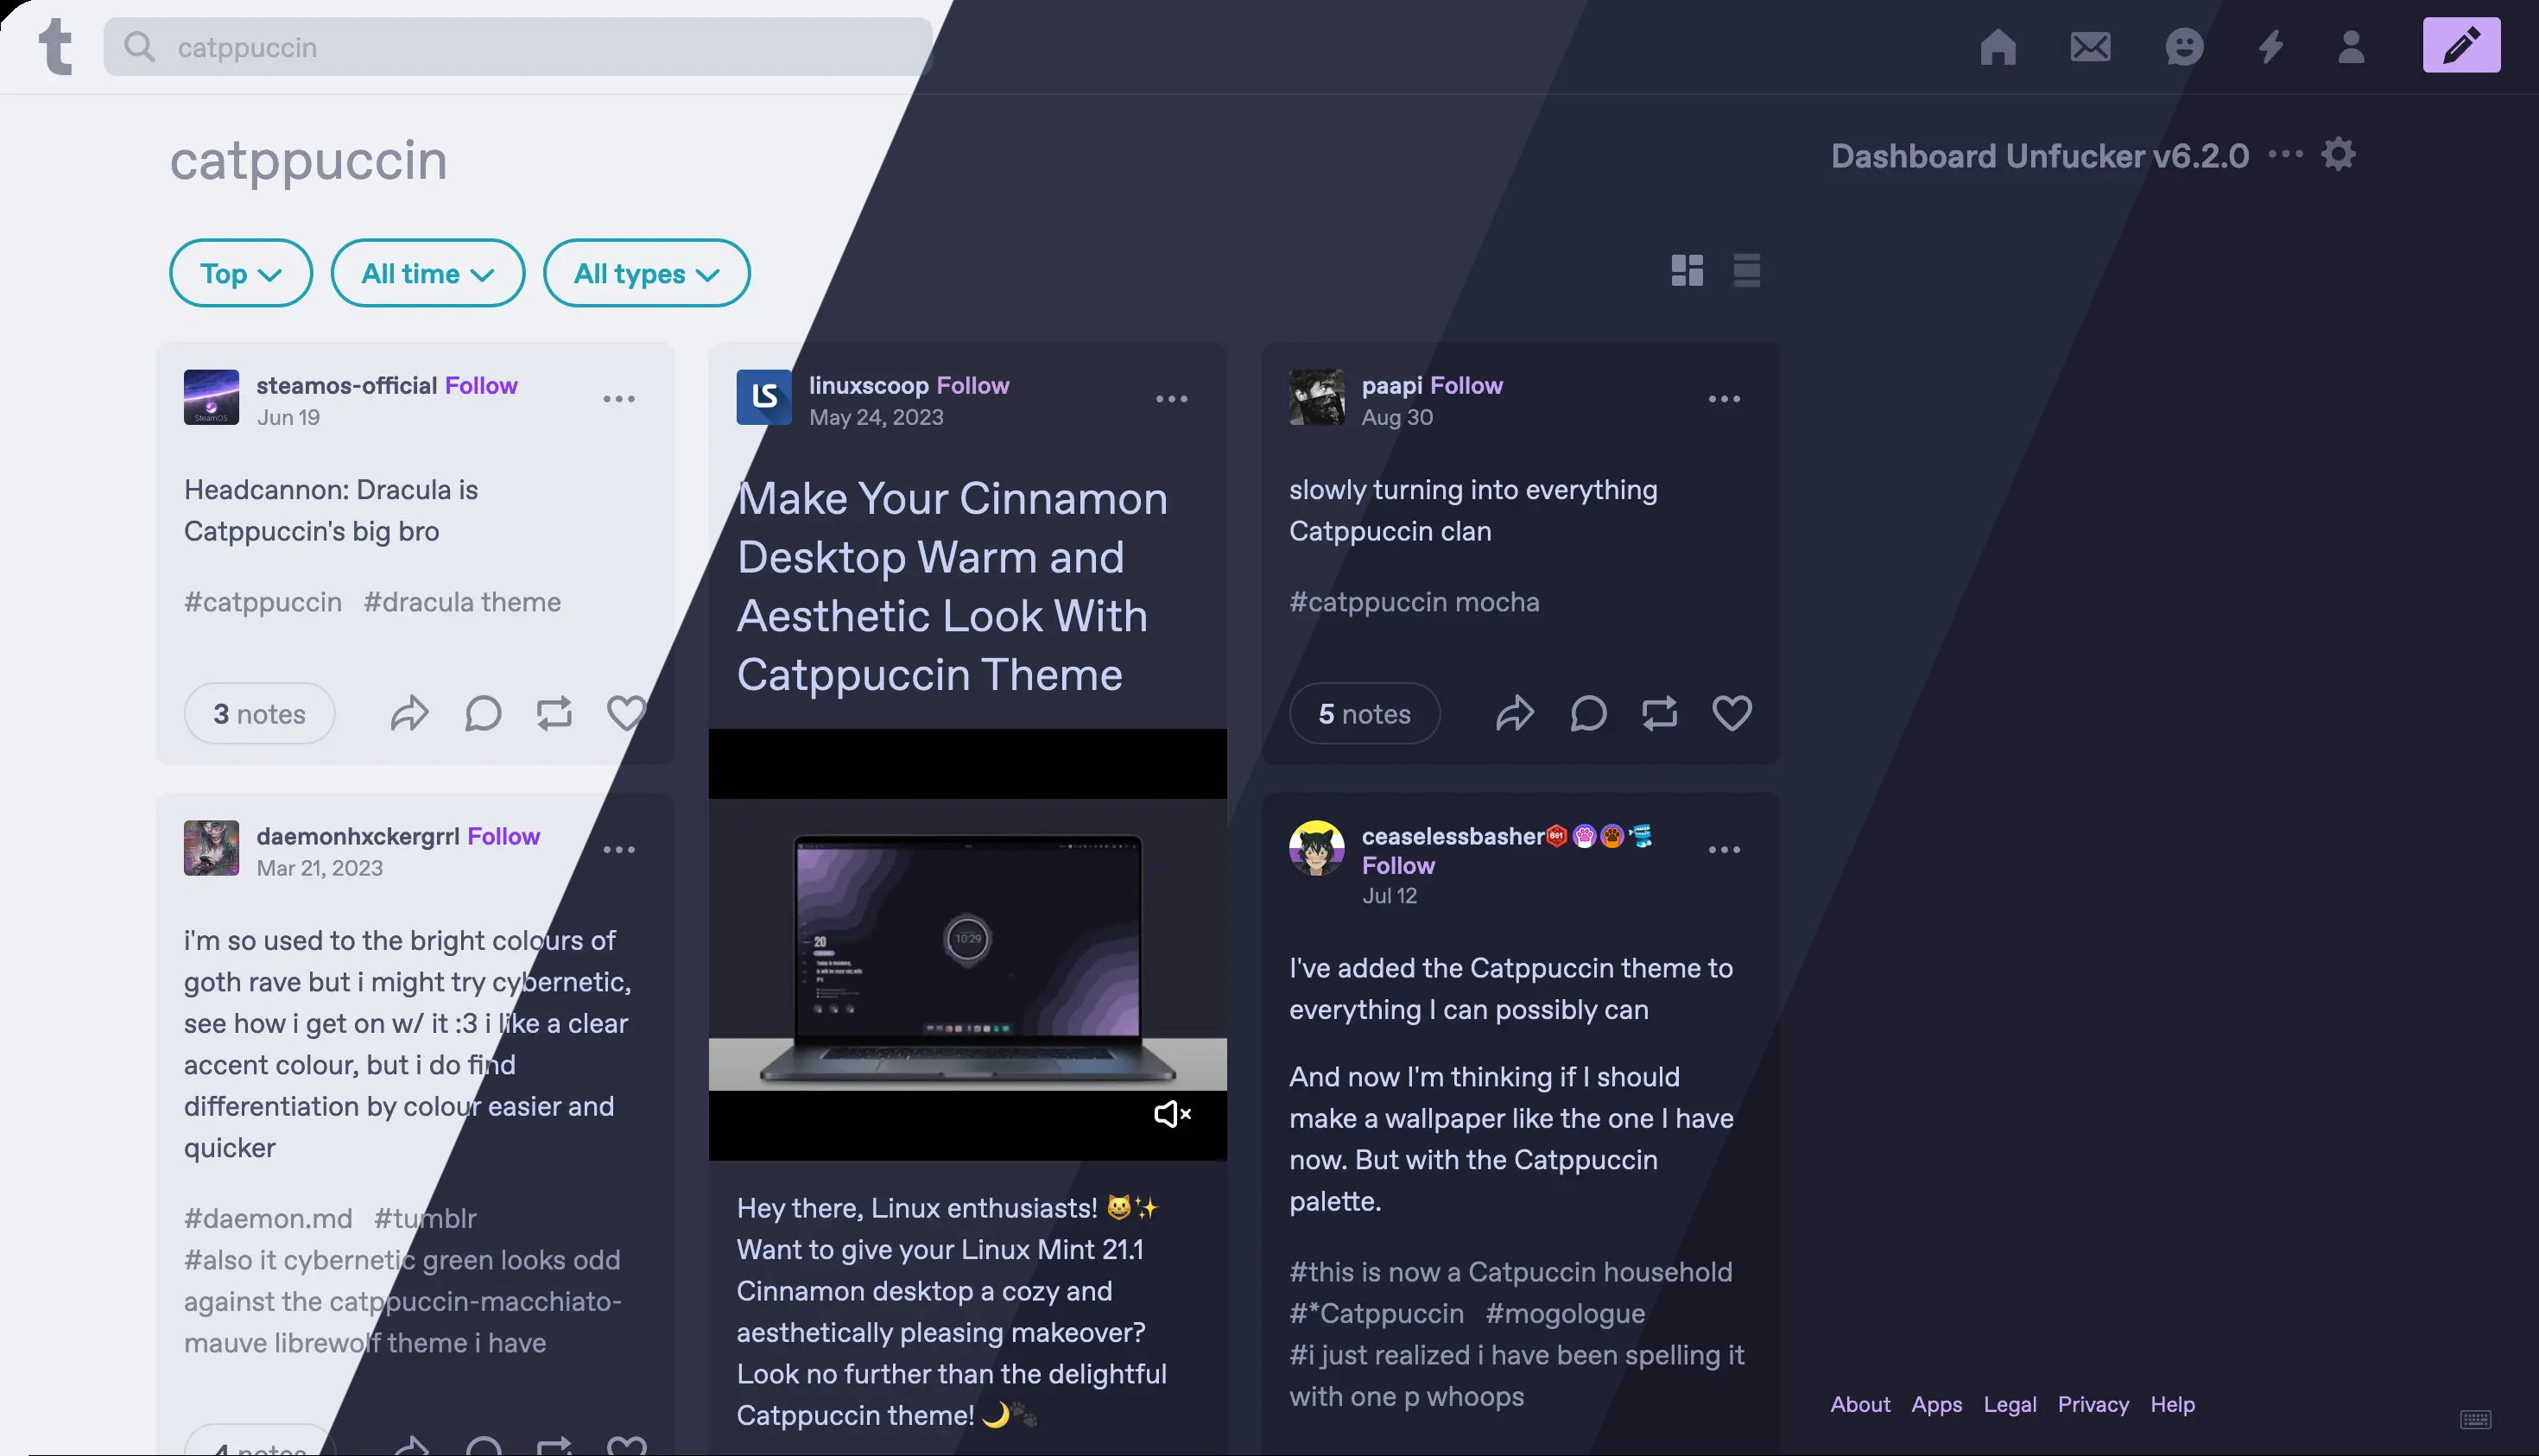 t
catppuccin
catppuccin
Dashboard Unfucker v6.2.0
Top
All time
All types
steamos-official Follow
Jun 19
Headcannon: Dracula is
Catppuccin's big bro
#catppuccin #dracula theme
3 notes
daemonhxckergrrl Follow
Mar 21, 2023
i'm so used to the bright colours of
goth rave but i might try cybernetic,
see how i get on w/ it :3 i like a clear
accent colour, but i do find
differentiation by colour easier and
quicker
#daemon.md #tumblr
#also it cybernetic green looks odd
against the catppuccin-macchiato-
mauve librewolf theme i have
4 notes
LS
linuxscoop Follow
May 24, 2023
Make Your Cinnamon
Desktop Warm and
Aesthetic Look With
Catppuccin Theme
20
10:29
Hey there, Linux enthusiasts! 😺✨
Want to give your Linux Mint 21.1
Cinnamon desktop a cozy and
aesthetically pleasing makeover?
Look no further than the delightful
Catppuccin theme! 🌙🐾
paapi Follow
Aug 30
slowly turning into everything
Catppuccin clan
#catppuccin mocha
5 notes
ceaselessbasher
Follow
Jul 12
I've added the Catppuccin theme to
everything I can possibly can
And now I'm thinking if I should
make a wallpaper like the one I have
now. But with the Catppuccin
palette.
#this is now a Catpuccin household
#*Catppuccin #mogologue
#i just realized i have been spelling it
with one p whoops
About Apps Legal Privacy Help